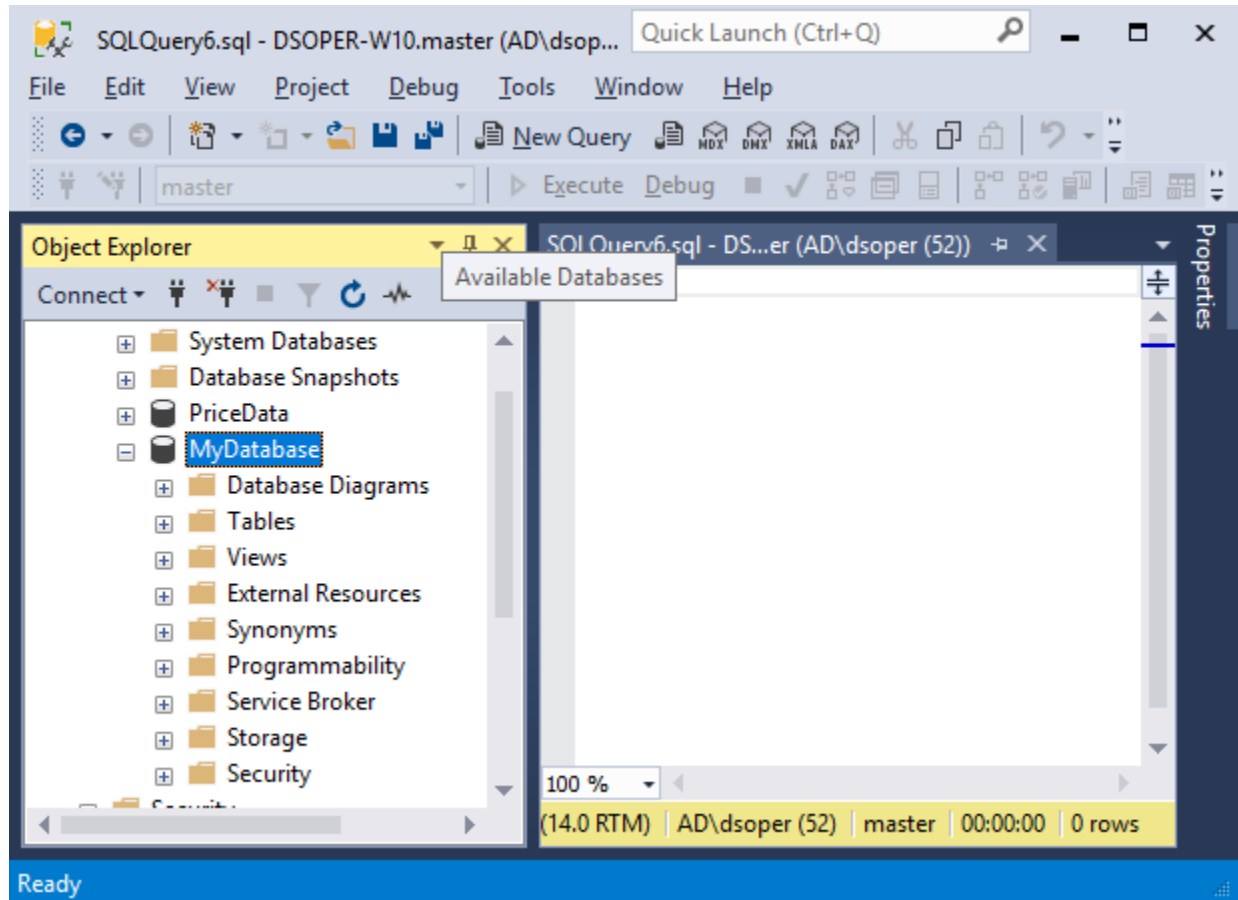 SQLQuery6.sql - DSOPER-W10.master (AD\dsop... Quick Launch (Ctrl+Q)
File Edit View Project Debug Tools Window Help
New Query MDX DMX XMLA DAX
master Execute Debug
Object Explorer
SQLQuery6.sql - DS...er (AD\dsoper (52))
Properties
Available Databases
Connect
System Databases
Database Snapshots
PriceData
MyDatabase
Database Diagrams
Tables
Views
External Resources
Synonyms
Programmability
Service Broker
Storage
Security
Security
100 %
(14.0 RTM) AD\dsoper (52) master 00:00:00 0 rows
Ready